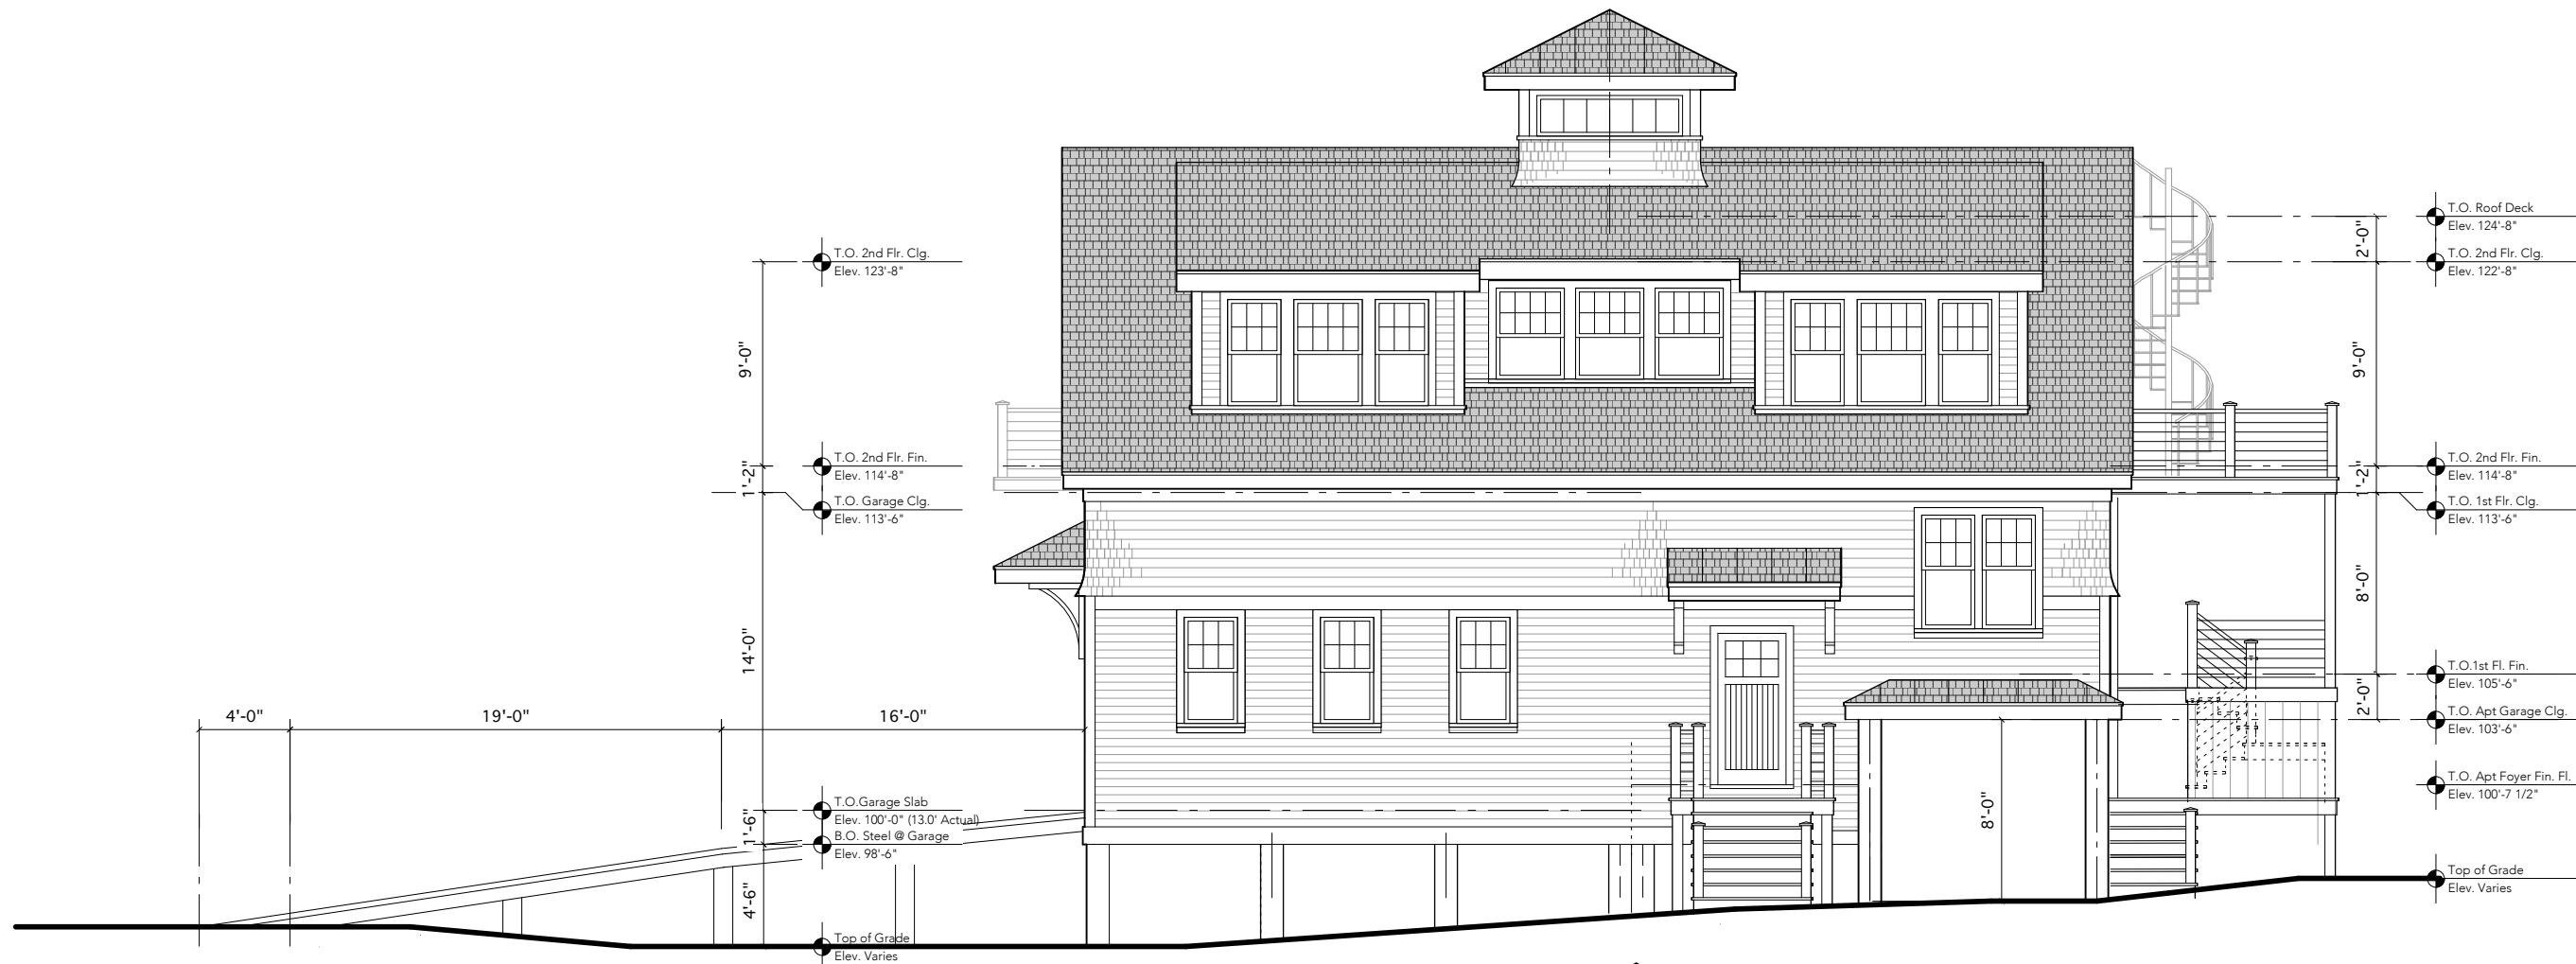 T.O. Roof Deck
Elev. 124'-8"
2'-0"
T.O. 2nd Flr. Clg.
Elev. 123'-8"
T.O. 2nd Flr. Clg.
Elev. 122'-8"
9'-0"
9'-0"
T.O. 2nd Flr. Fin.
Elev. 114'-8"
T.O. 2nd Flr. Fin.
Elev. 114'-8"
1'-2"
1'-2"
T.O. Garage Clg.
Elev. 113'-6"
T.O. 1st Flr. Clg.
Elev. 113'-6"
8'-0"
14'-0"
T.O.1st Fl. Fin.
Elev. 105'-6"
2'-0"
4'-0"
19'-0"
16'-0"
T.O. Apt Garage Clg.
Elev. 103'-6"
T.O. Apt Foyer Fin. Fl.
Elev. 100'-7 1/2"
T.O.Garage Slab
Elev. 100'-0" (13.0' Actual)
8'-0"
1'-6"
B.O. Steel @ Garage
Elev. 98'-6"
4'-6"
Top of Grade
Elev. Varies
Top of Grade
Elev. Varies